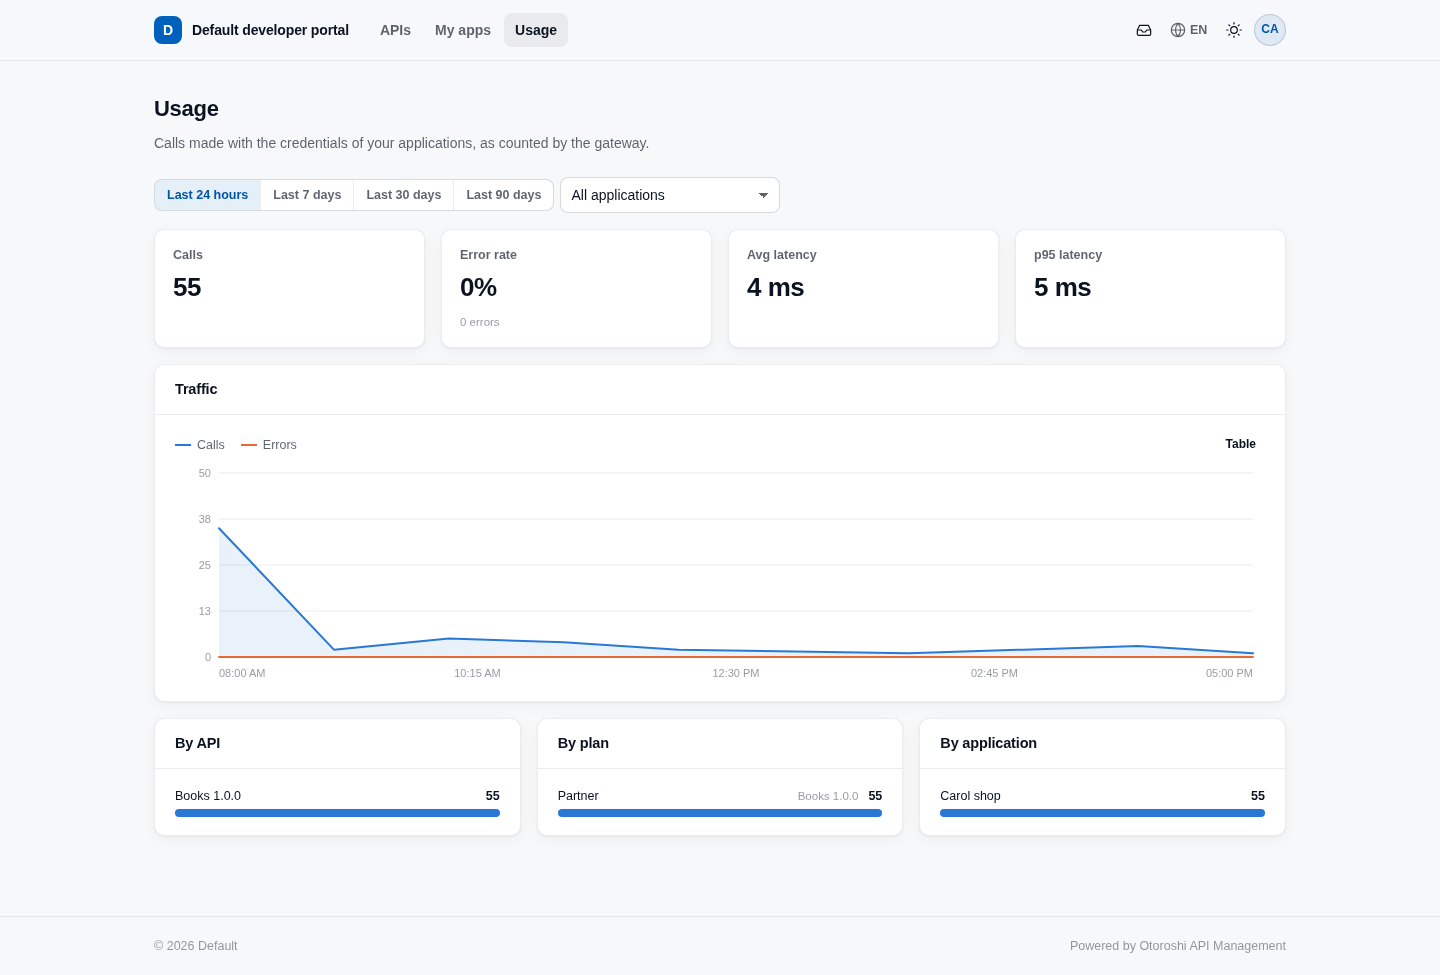 D Default developer portal APIs My apps Usage EN CA
Usage
Calls made with the credentials of your applications, as counted by the gateway.
Last 24 hours Last 7 days Last 30 days Last 90 days All applications
Calls
55
Error rate
0%
0 errors
Avg latency
4 ms
p95 latency
5 ms
Traffic
Calls Errors Table
50
38
25
13
0
08:00 AM 10:15 AM 12:30 PM 02:45 PM 05:00 PM
By API
Books 1.0.0 55
By plan
Partner Books 1.0.0 55
By application
Carol shop 55
© 2026 Default Powered by Otoroshi API Management